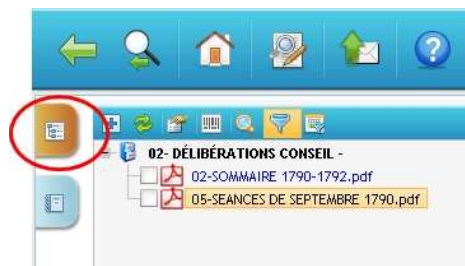 02- DÉLIBÉRATIONS CONSEIL -
02-SOMMAIRE 1790-1792.pdf
05-SEANCES DE SEPTEMBRE 1790.pdf